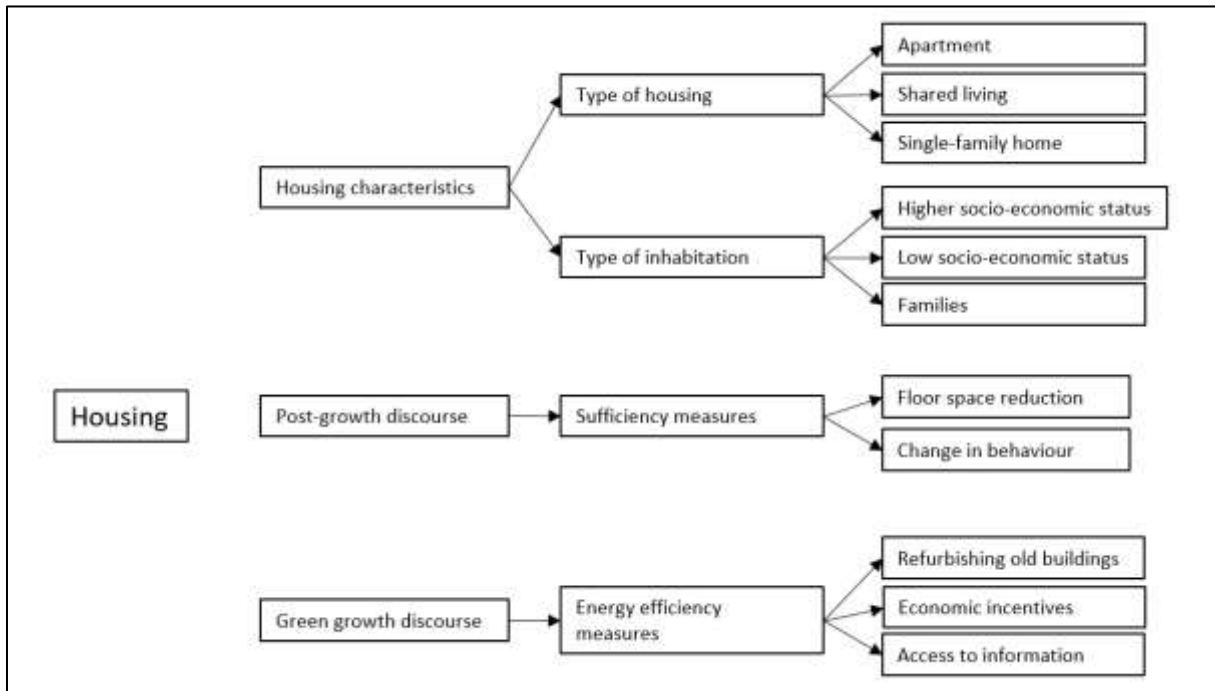 Apartment
Type of housing
Shared living
Single-family home
Housing characteristics
Higher socio-economic status
Type of inhabitation
Low socio-economic status
Families
Housing
Post-growth discourse
Sufficiency measures
Floor space reduction
Change in behaviour
Green growth discourse
Energy efficiency
measures
Refurbishing old buildings
Economic incentives
Access to information